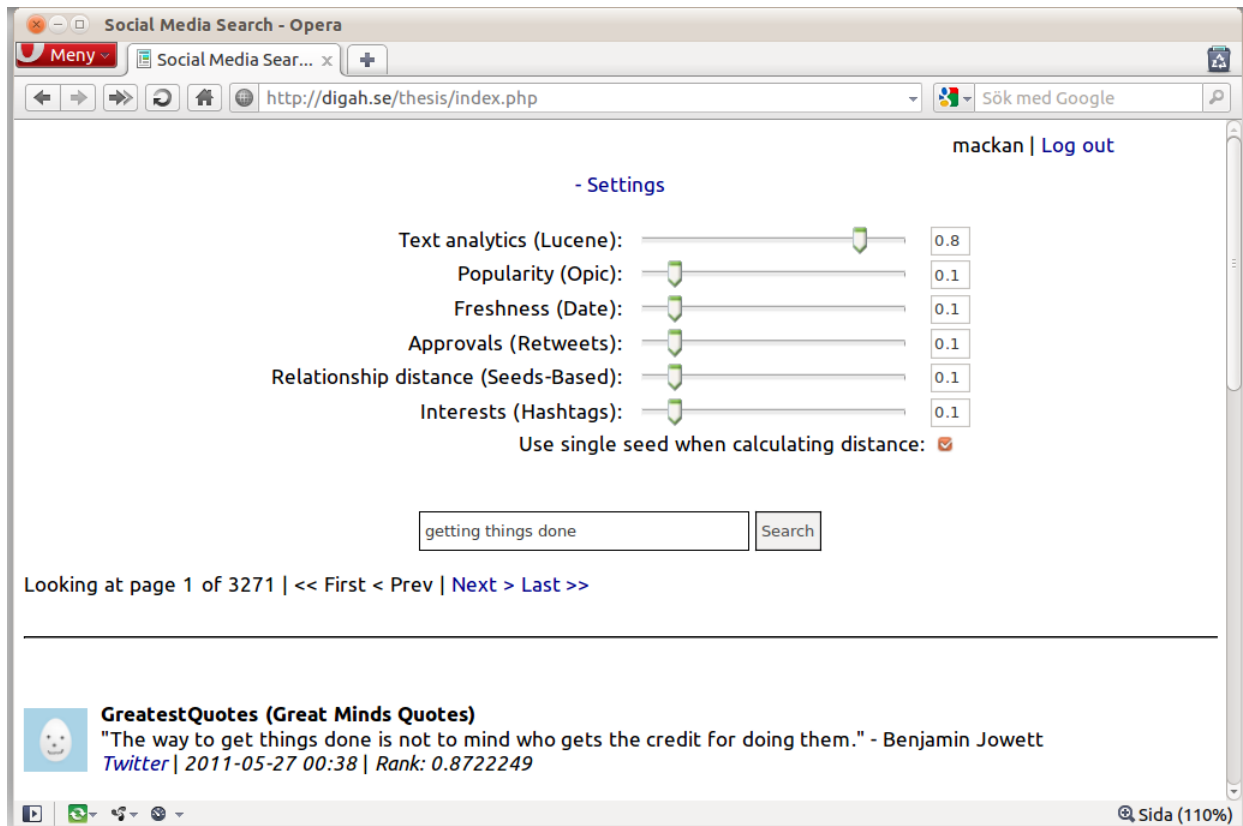 Social Media Search - Opera
Meny
Social Media Sear...
http://digah.se/thesis/index.php
Sök med Google
mackan | Log out
- Settings
Text analytics (Lucene): 0.8
Popularity (Opic): 0.1
Freshness (Date): 0.1
Approvals (Retweets): 0.1
Relationship distance (Seeds-Based): 0.1
Interests (Hashtags): 0.1
Use single seed when calculating distance:
getting things done Search
Looking at page 1 of 3271 | << First < Prev | Next > Last >>
GreatestQuotes (Great Minds Quotes)
"The way to get things done is not to mind who gets the credit for doing them." - Benjamin Jowett
Twitter | 2011-05-27 00:38 | Rank: 0.8722249
Sida (110%)